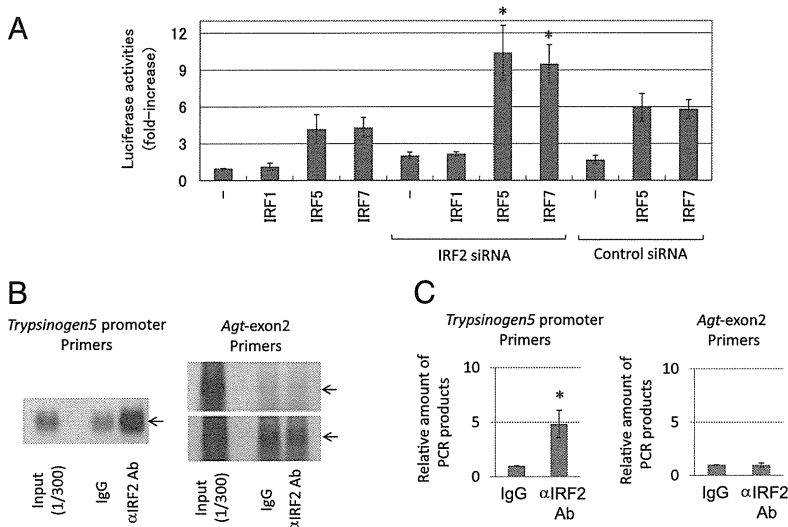 A
Luciferase activities
(fold-increase)
12
9
6
3
0
*
*
–
IRF1
IRF5
IRF7
–
IRF1
IRF5
IRF7
–
IRF5
IRF7
IRF2 siRNA
Control siRNA
B
Trypsinogen5 promoter
Primers
Agt-exon2
Primers
Input
(1/300)
IgG
αIRF2 Ab
Input
(1/300)
IgG
αIRF2 Ab
C
Trypsinogen5 promoter
Primers
Relative amount of
PCR products
10
5
0
*
IgG
αIRF2
Ab
Agt-exon2
Primers
Relative amount of
PCR products
10
5
0
IgG
αIRF2
Ab